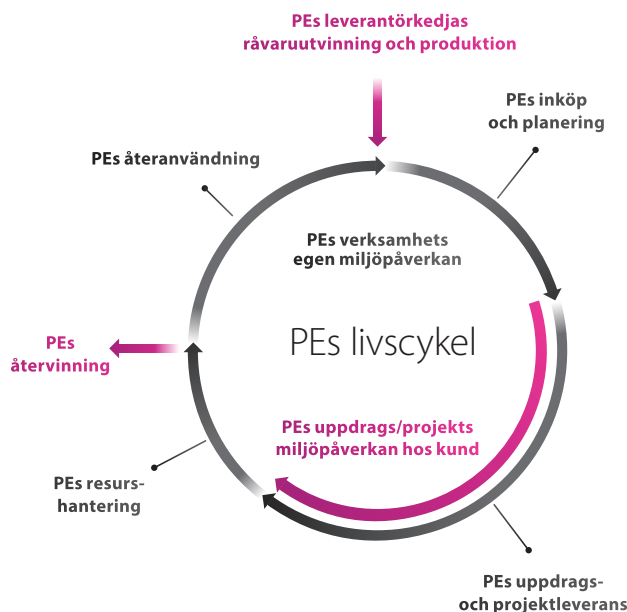 PEs leverantörkedjas
råvaruutvinning och produktion
PEs inköp
och planering
PEs återanvändning
PEs verksamhets
egen miljöpåverkan
PEs livscykel
PEs
återvinning
PEs uppdrags/projekts
miljöpåverkan hos kund
PEs resurs-
hantering
PEs uppdrags-
och projektleverans